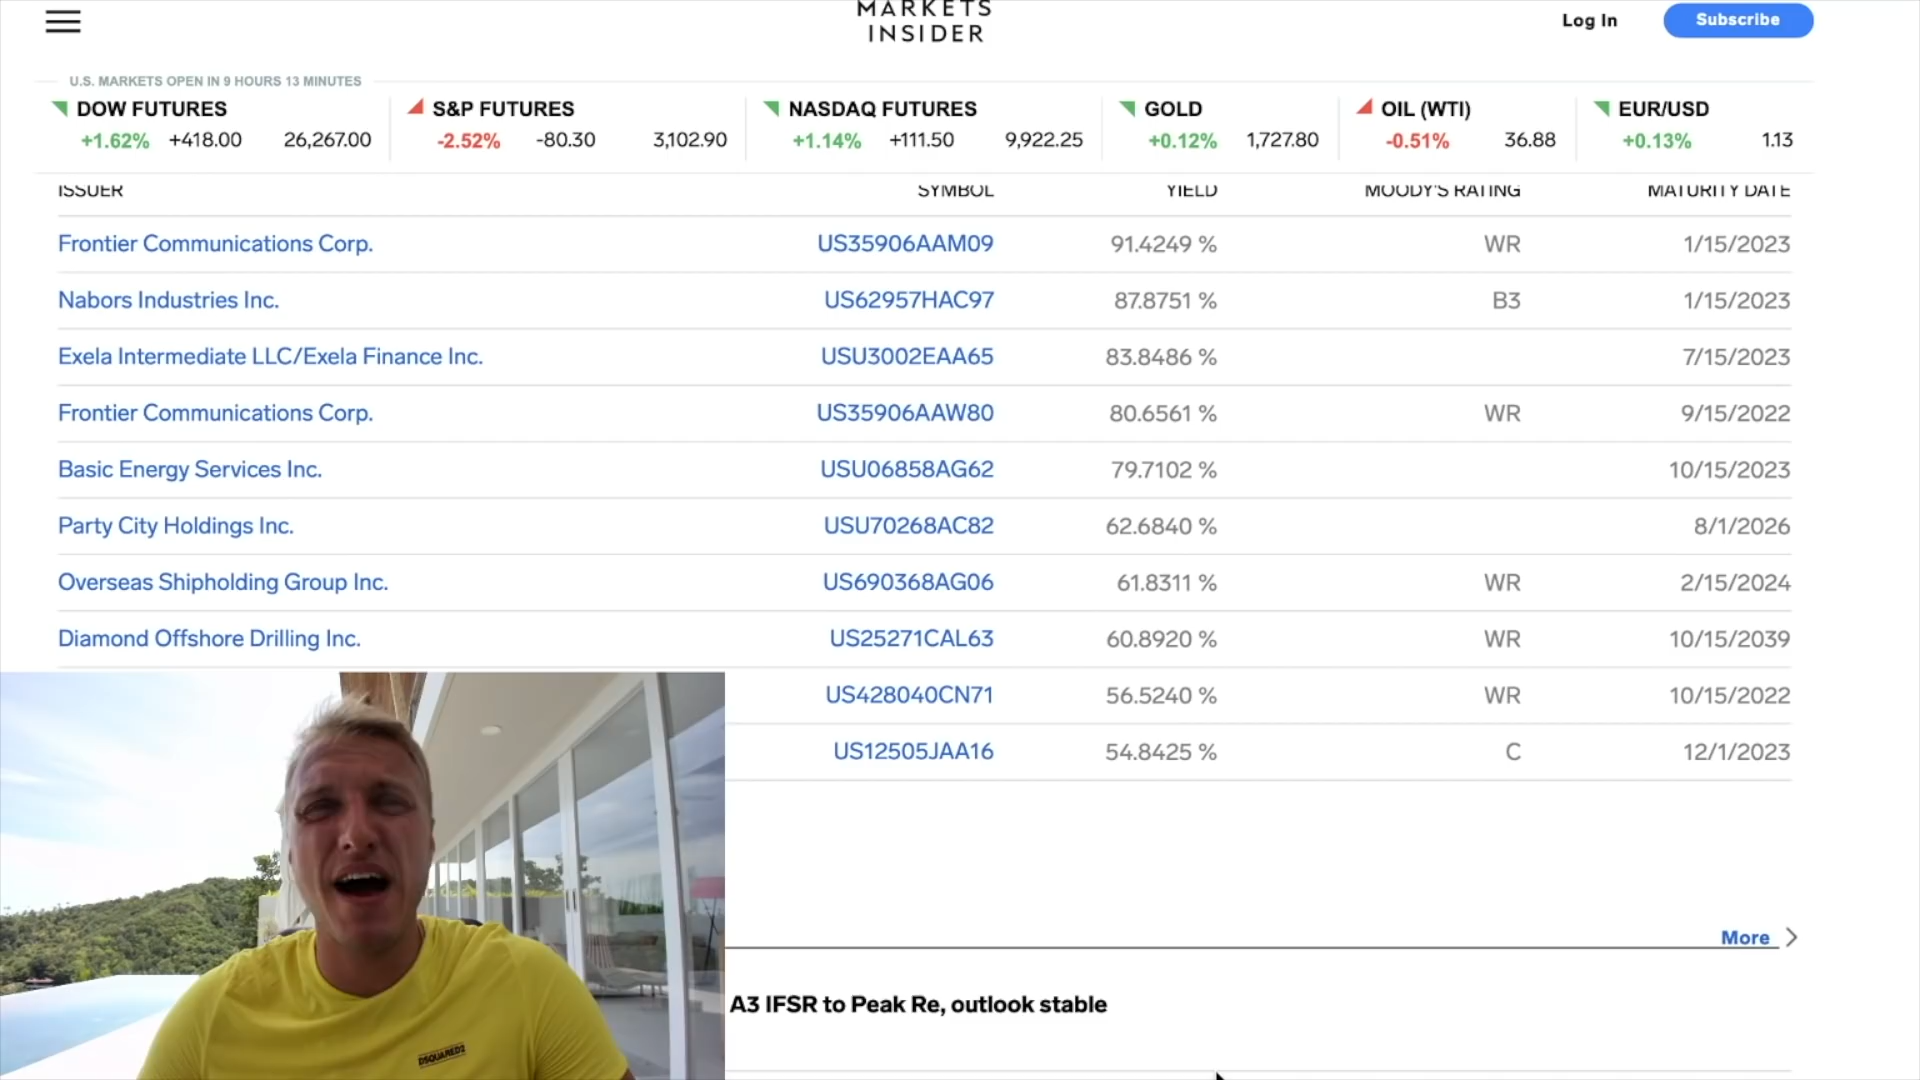 MARKETS
INSIDER
Log In
Subscribe
U.S. MARKETS OPEN IN 9 HOURS 13 MINUTES
DOW FUTURES
+1.62% +418.00 26,267.00
S&P FUTURES
-2.52% -80.30 3,102.90
NASDAQ FUTURES
+1.14% +111.50 9,922.25
GOLD
+0.12% 1,727.80
OIL (WTI)
-0.51% 36.88
EUR/USD
+0.13% 1.13
ISSUER SYMBOL YIELD MOODY'S RATING MATURITY DATE
Frontier Communications Corp. US35906AAM09 91.4249 % WR 1/15/2023
Nabors Industries Inc. US62957HAC97 87.8751 % B3 1/15/2023
Exela Intermediate LLC/Exela Finance Inc. USU3002EAA65 83.8486 % 7/15/2023
Frontier Communications Corp. US35906AAW80 80.6561 % WR 9/15/2022
Basic Energy Services Inc. USU06858AG62 79.7102 % 10/15/2023
Party City Holdings Inc. USU70268AC82 62.6840 % 8/1/2026
Overseas Shipholding Group Inc. US690368AG06 61.8311 % WR 2/15/2024
Diamond Offshore Drilling Inc. US25271CAL63 60.8920 % WR 10/15/2039
US428040CN71 56.5240 % WR 10/15/2022
US12505JAA16 54.8425 % C 12/1/2023
More
A3 IFSR to Peak Re, outlook stable
DSQUARED2